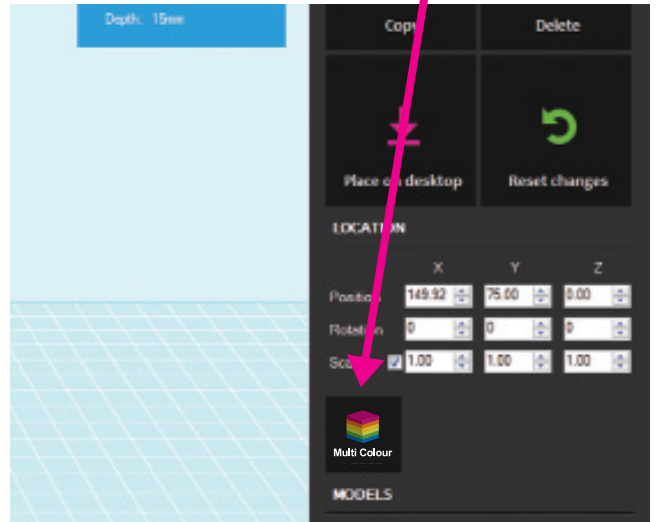 Depth: 15mm
Copy Delete
Place on desktop Reset changes
LOCATION
X Y Z
Position 149.92 75.00 0.00
Rotation 0 0 0
Scale 1.00 1.00 1.00
Multi Colour
MODELS